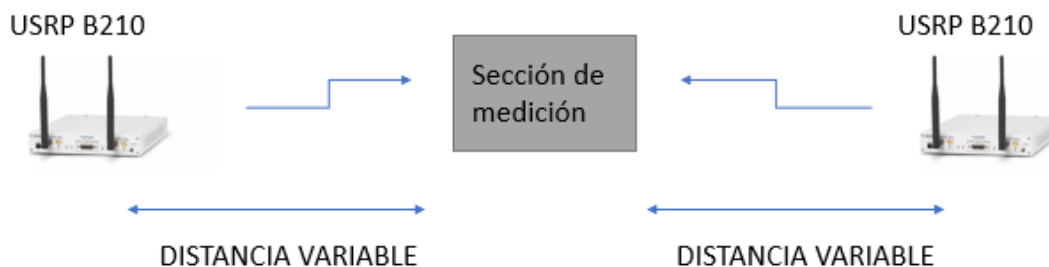 USRP B210
USRP B210
Sección de
medición
DISTANCIA VARIABLE
DISTANCIA VARIABLE